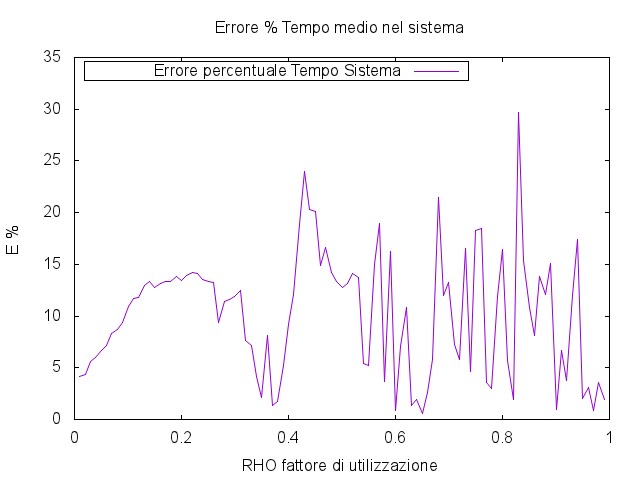 Errore % Tempo medio nel sistema
Errore percentuale Tempo Sistema
35
30
25
20
15
10
5
0
E %
0 0.2 0.4 0.6 0.8 1
RHO fattore di utilizzazione